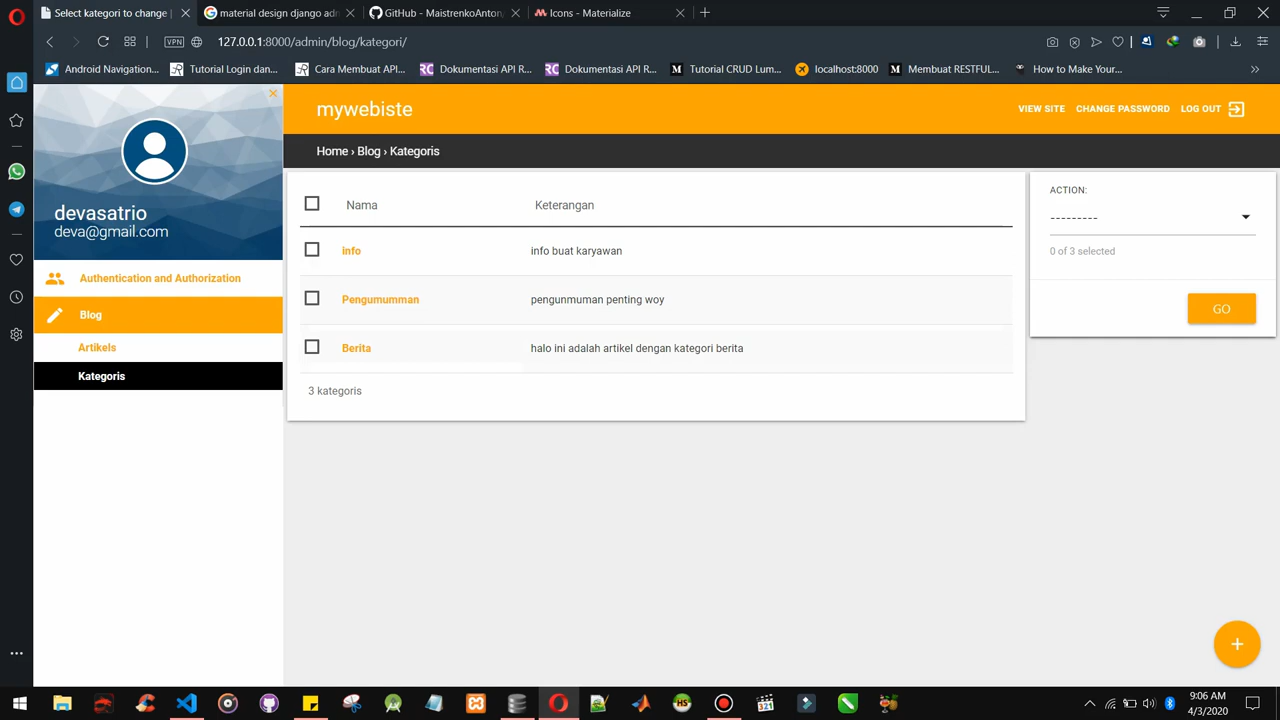 Select kategori to change
material design django adm
GitHub - MaistrenkoAnton
Icons - Materialize
VPN
127.0.0.1:8000/admin/blog/kategori/
Android Navigation...
Tutorial Login dan...
Cara Membuat API...
Dokumentasi API R...
Dokumentasi API R...
Tutorial CRUD Lum...
localhost:8000
Membuat RESTFUL...
How to Make Your...
mywebiste
VIEW SITE
CHANGE PASSWORD
LOG OUT
Home › Blog › Kategoris
devasatrio
deva@gmail.com
Authentication and Authorization
Blog
Artikels
Kategoris
Nama
Keterangan
info
info buat karyawan
Pengumumman
pengunmuman penting woy
Berita
halo ini adalah artikel dengan kategori berita
3 kategoris
ACTION:
---------
0 of 3 selected
GO
9:06 AM
4/3/2020